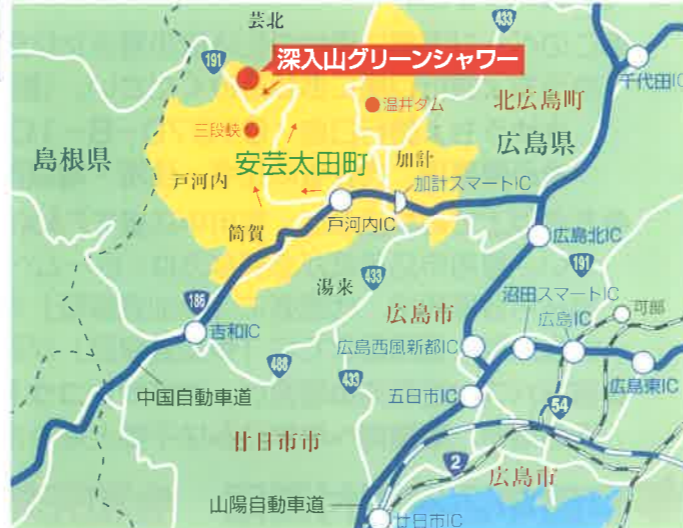 芸北
433
191
深入山グリーンシャワー
千代田IC
温井ダム
北広島町
三段峡
広島県
島根県
安芸太田町
加計
戸河内
加計スマートIC
戸河内IC
筒賀
広島北IC
湯来
433
191
186
広島市
沼田スマートIC
可部
吉和IC
広島IC
広島西風新都IC
488
433
五日市IC
広島東IC
中国自動車道
54
廿日市市
2
広島市
山陽自動車道
廿日市IC